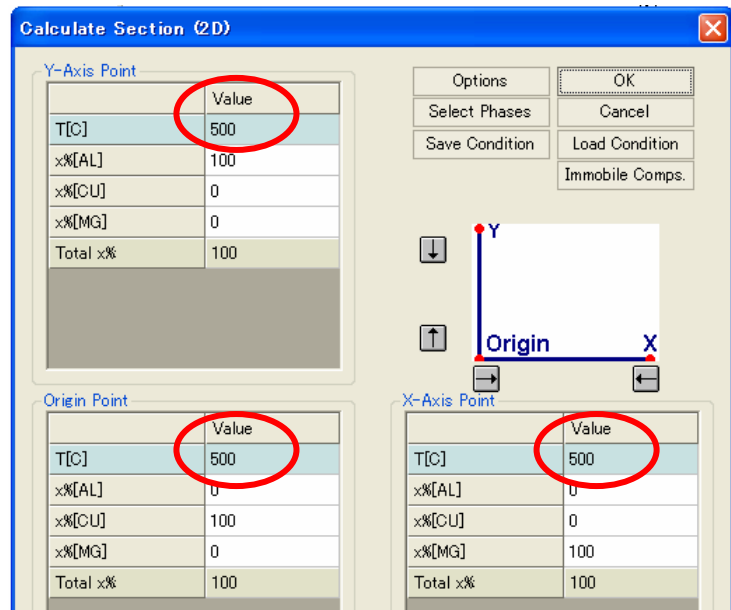 Calculate Section (2D)
Y-Axis Point
Value
T[C] 500
x%[AL] 100
x%[CU] 0
x%[MG] 0
Total x% 100
Options OK
Select Phases Cancel
Save Condition Load Condition
Immobile Comps.
Y
Origin X
Origin Point
Value
T[C] 500
x%[AL] 0
x%[CU] 100
x%[MG] 0
Total x% 100
X-Axis Point
Value
T[C] 500
x%[AL] 0
x%[CU] 0
x%[MG] 100
Total x% 100